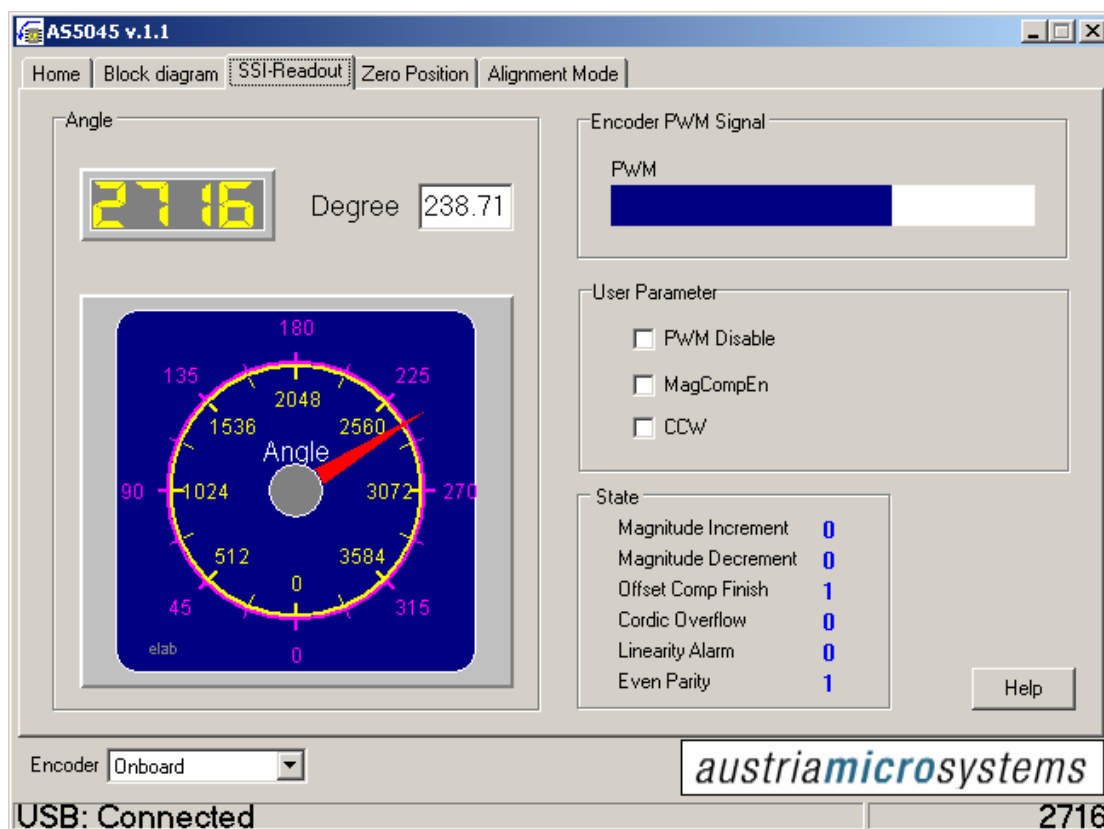 AS5045 v.1.1
Home
Block diagram
SSI-Readout
Zero Position
Alignment Mode
Angle
2716
Degree 238.71
180
135
225
2048
1536
2560
Angle
90
1024
3072
270
512
3584
0
45
315
elab
0
Encoder PWM Signal
PWM
User Parameter
PWM Disable
MagCompEn
CCW
State
Magnitude Increment 0
Magnitude Decrement 0
Offset Comp Finish 1
Cordic Overflow 0
Linearity Alarm 0
Even Parity 1
Help
Encoder Onboard
austriamicrosystems
USB: Connected
2716